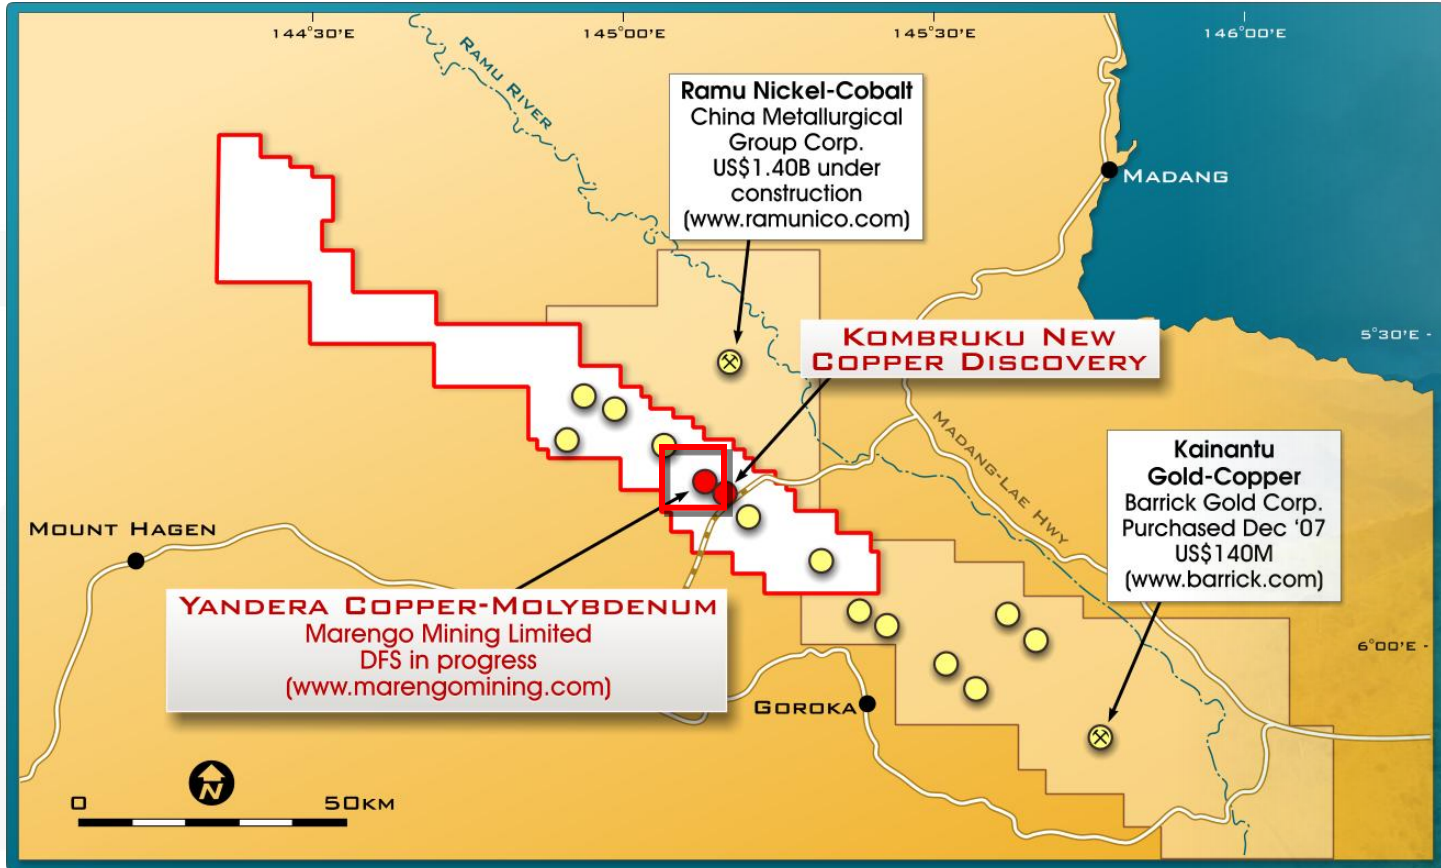 144°30'E
145°00'E
145°30'E
146°00'E
RAMU RIVER
Ramu Nickel-Cobalt
China Metallurgical
Group Corp.
US$1.40B under
construction
(www.ramunico.com)
MADANG
5°30'E -
KOMBRUKU NEW
COPPER DISCOVERY
MADANG-LAE HWY
Kainantu
Gold-Copper
Barrick Gold Corp.
Purchased Dec '07
US$140M
(www.barrick.com)
MOUNT HAGEN
YANDERA COPPER-MOLYBDENUM
Marengo Mining Limited
DFS in progress
(www.marengomining.com)
6°00'E -
GOROKA
N
0
50KM